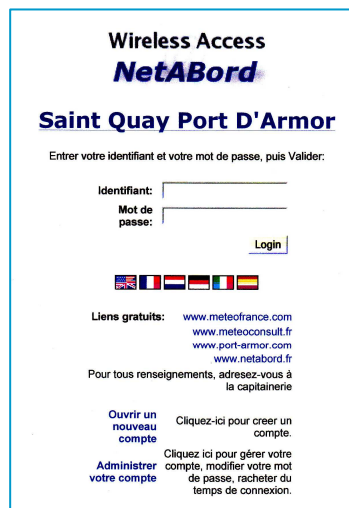 Wireless Access
NetABord
Saint Quay Port D'Armor
Entrer votre identifiant et votre mot de passe, puis Valider:
Identifiant:
Mot de
passe:
Login
Liens gratuits: www.meteofrance.com
www.meteoconsult.fr
www.port-armor.com
www.netabord.fr
Pour tous renseignements, adresez-vous à
la capitainerie
Ouvrir un
nouveau
compte
Cliquez-ici pour creer un
compte.
Administrer
votre compte
Cliquez ici pour gérer votre
compte, modifier votre mot
de passe, racheter du
temps de connexion.